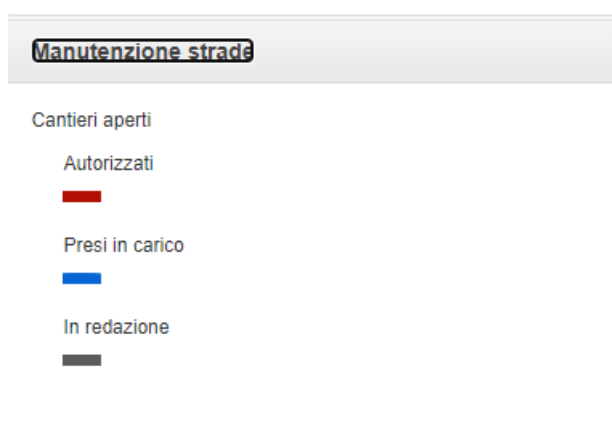 Manutenzione strade
Cantieri aperti
Autorizzati
Presi in carico
In redazione